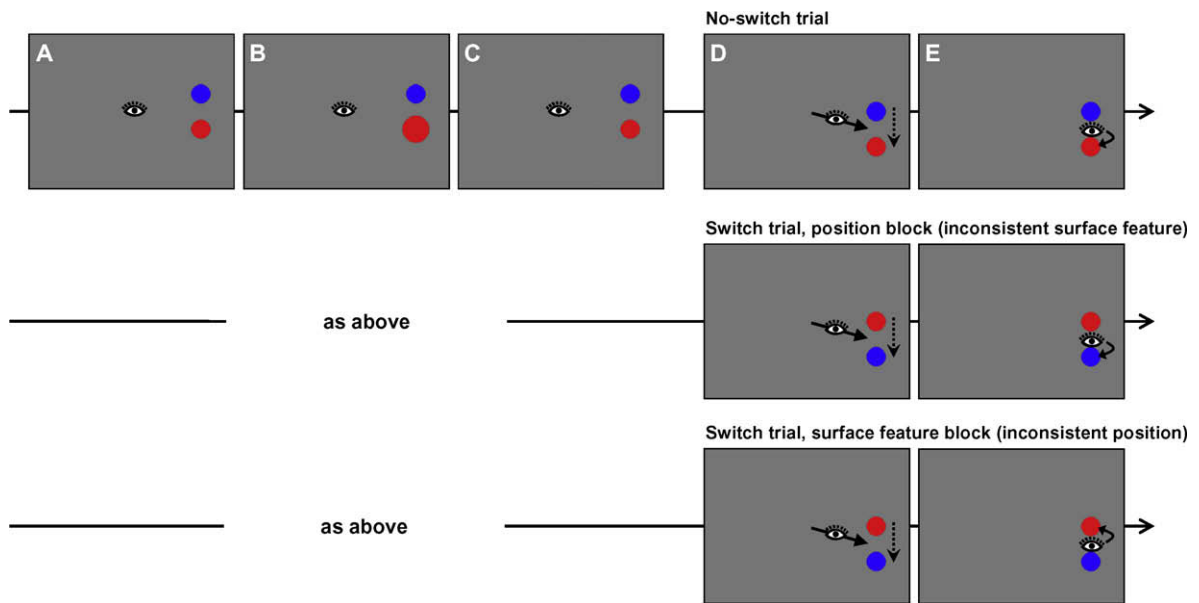 No-switch trial
A B C D E
Switch trial, position block (inconsistent surface feature)
as above
Switch trial, surface feature block (inconsistent position)
as above